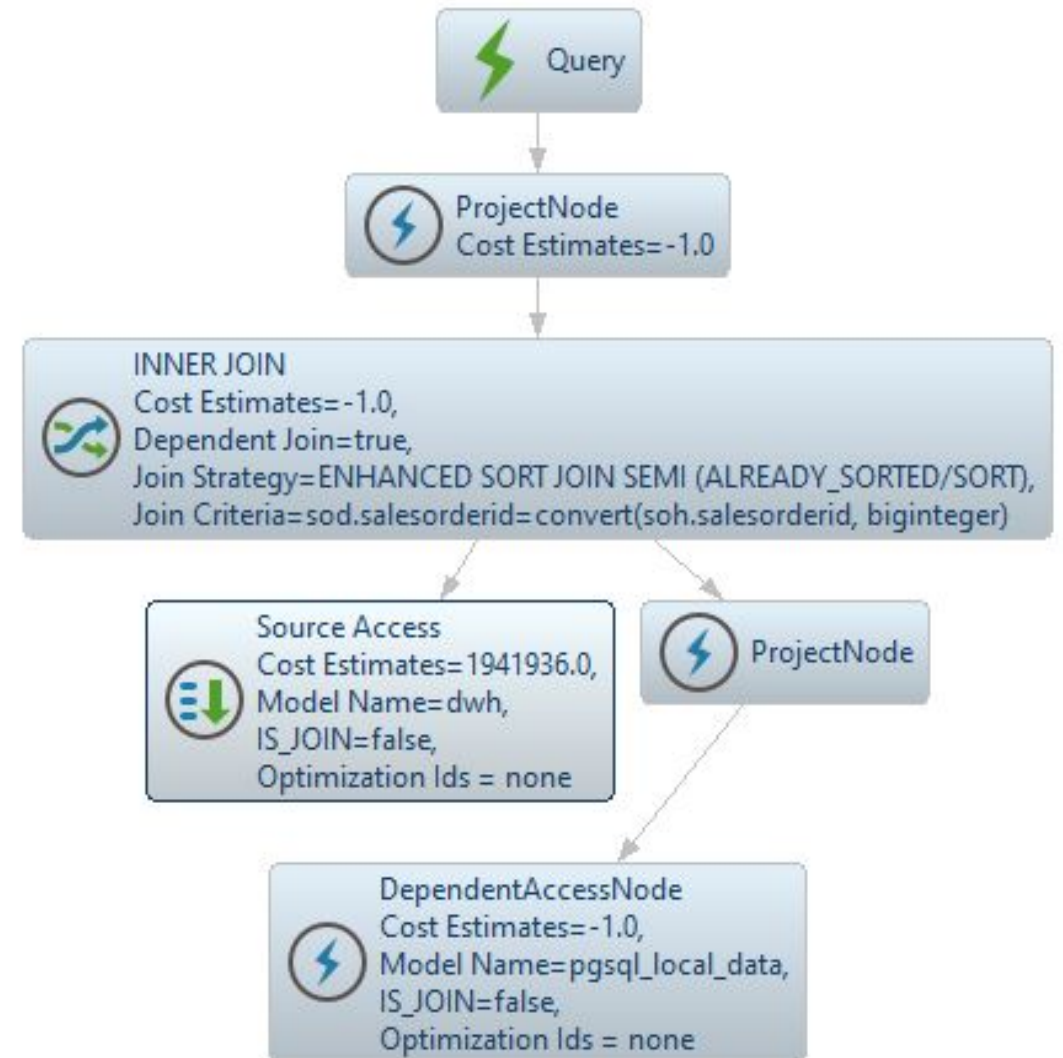 Query
ProjectNode
Cost Estimates=-1.0
INNER JOIN
Cost Estimates=-1.0,
Dependent Join=true,
Join Strategy=ENHANCED SORT JOIN SEMI (ALREADY_SORTED/SORT),
Join Criteria=sod.salesorderid=convert(soh.salesorderid, biginteger)
Source Access
Cost Estimates=1941936.0,
Model Name=dwh,
IS_JOIN=false,
Optimization Ids = none
ProjectNode
DependentAccessNode
Cost Estimates=-1.0,
Model Name=pgsql_local_data,
IS_JOIN=false,
Optimization Ids = none